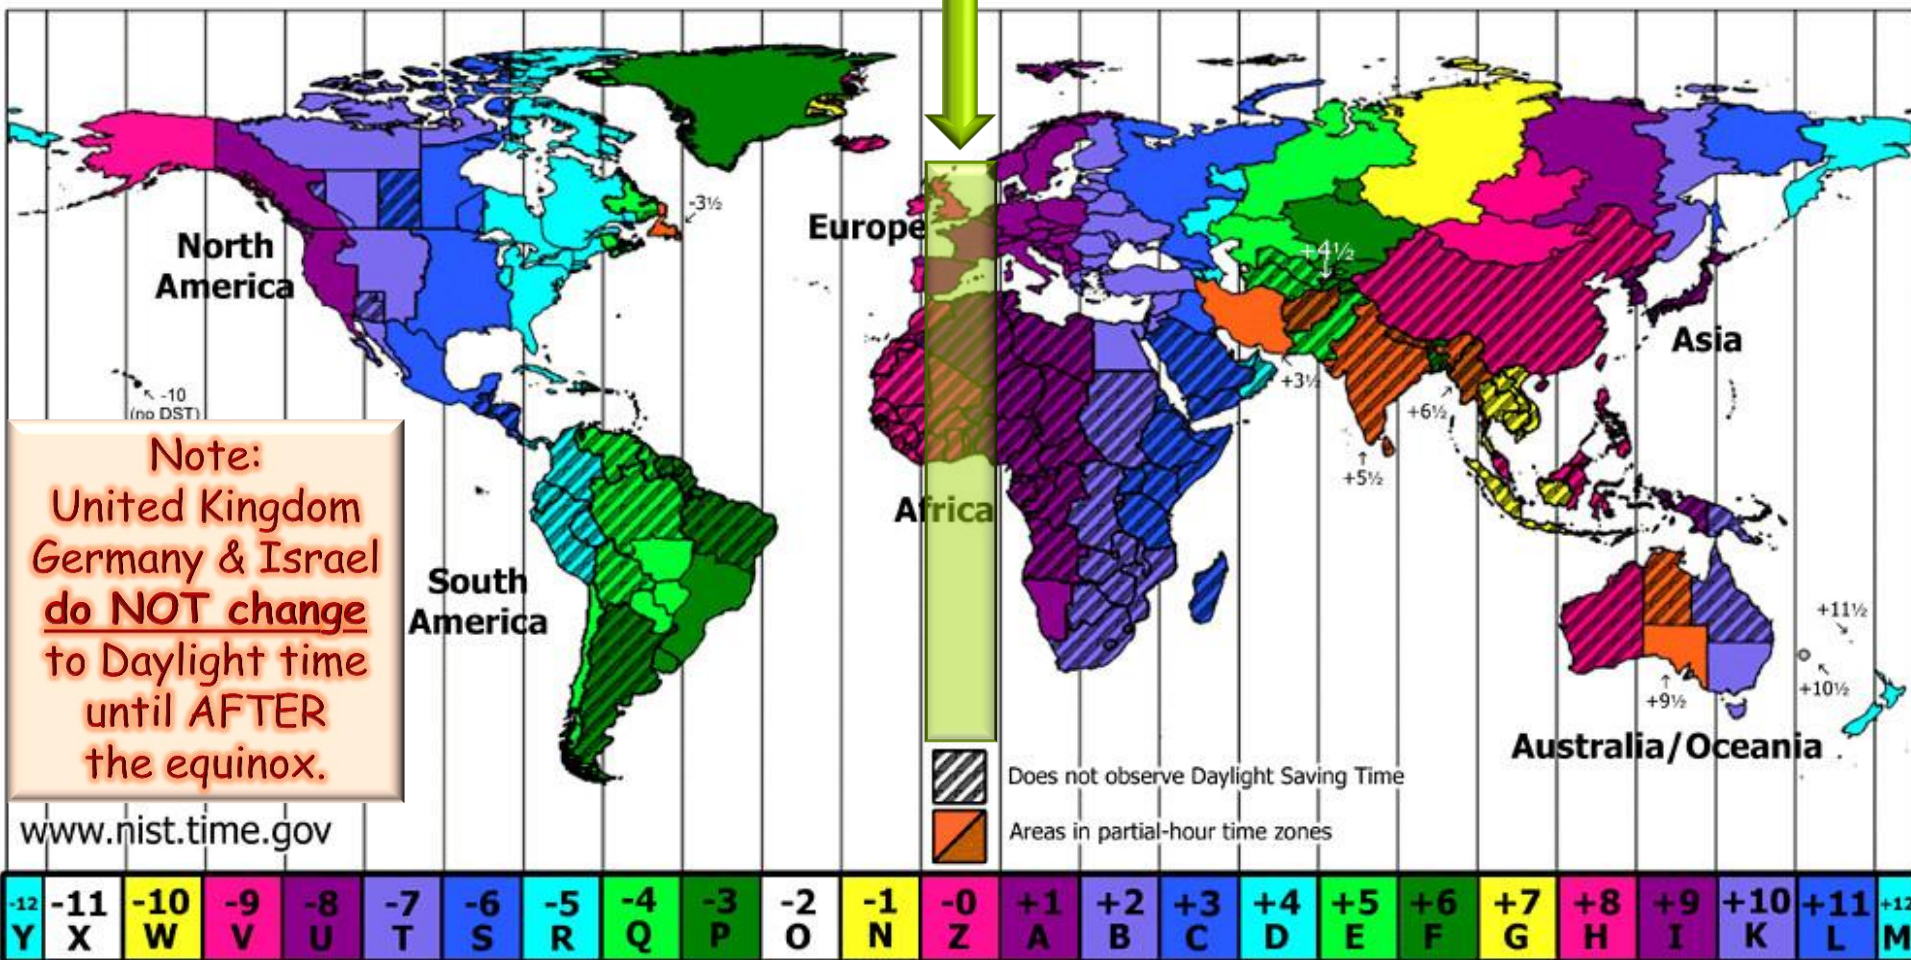 -3½
Europe
North
America
+4½
Asia
-10
(no DST)
+3½
+6½
+5½
Note:
United Kingdom
Germany & Israel
do NOT change
to Daylight time
until AFTER
the equinox.
Africa
South
America
+11½
+10½
+9½
Australia/Oceania
Does not observe Daylight Saving Time
Areas in partial-hour time zones
www.nist.time.gov
-12 -11 -10 -9 -8 -7 -6 -5 -4 -3 -2 -1 -0 +1 +2 +3 +4 +5 +6 +7 +8 +9 +10 +11 +12
Y X W V U T S R Q P O N Z A B C D E F G H I K L M